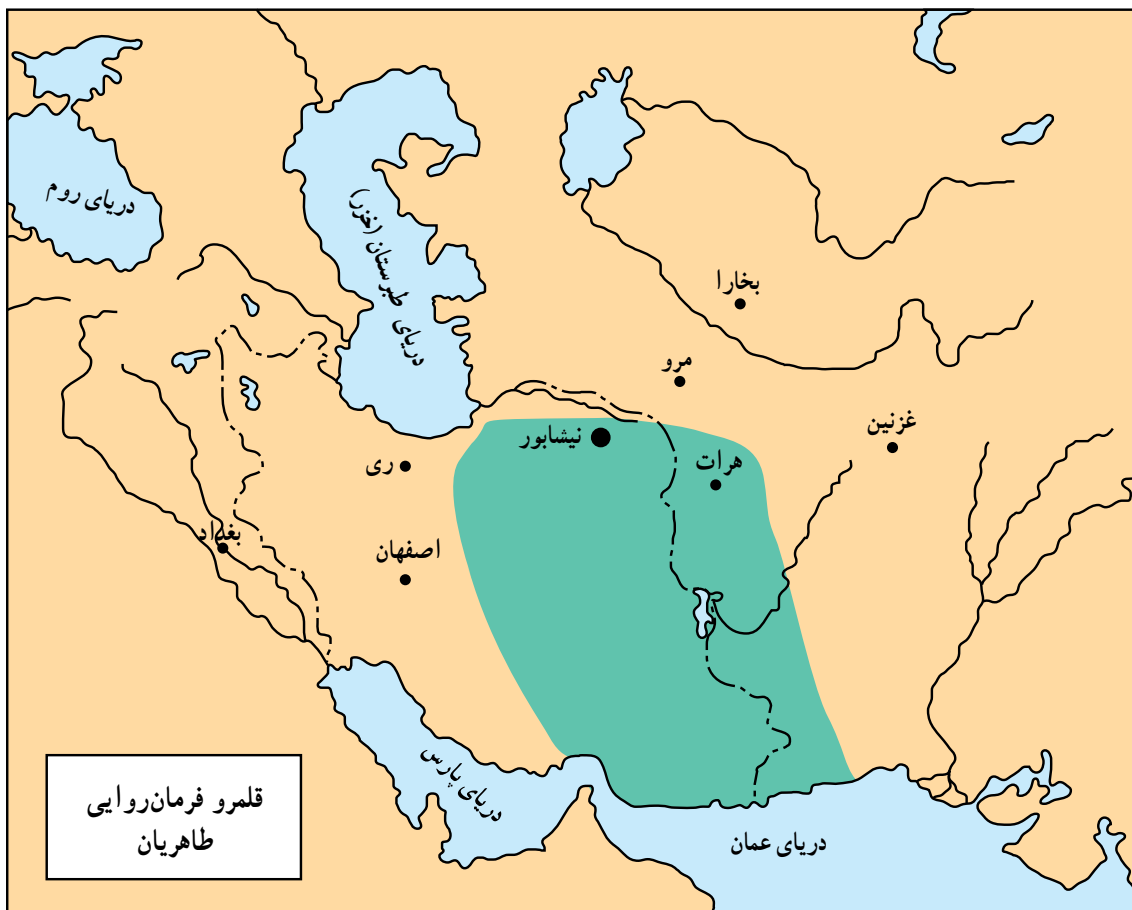 دریای روم
دریای طبرستان (خزر)
بخارا
مرو
غزنین
نیشابور
هرات
ری
بغداد
اصفهان
دریای پارس
دریای عمان
قلمرو فرمان‌روایی
طاهریان